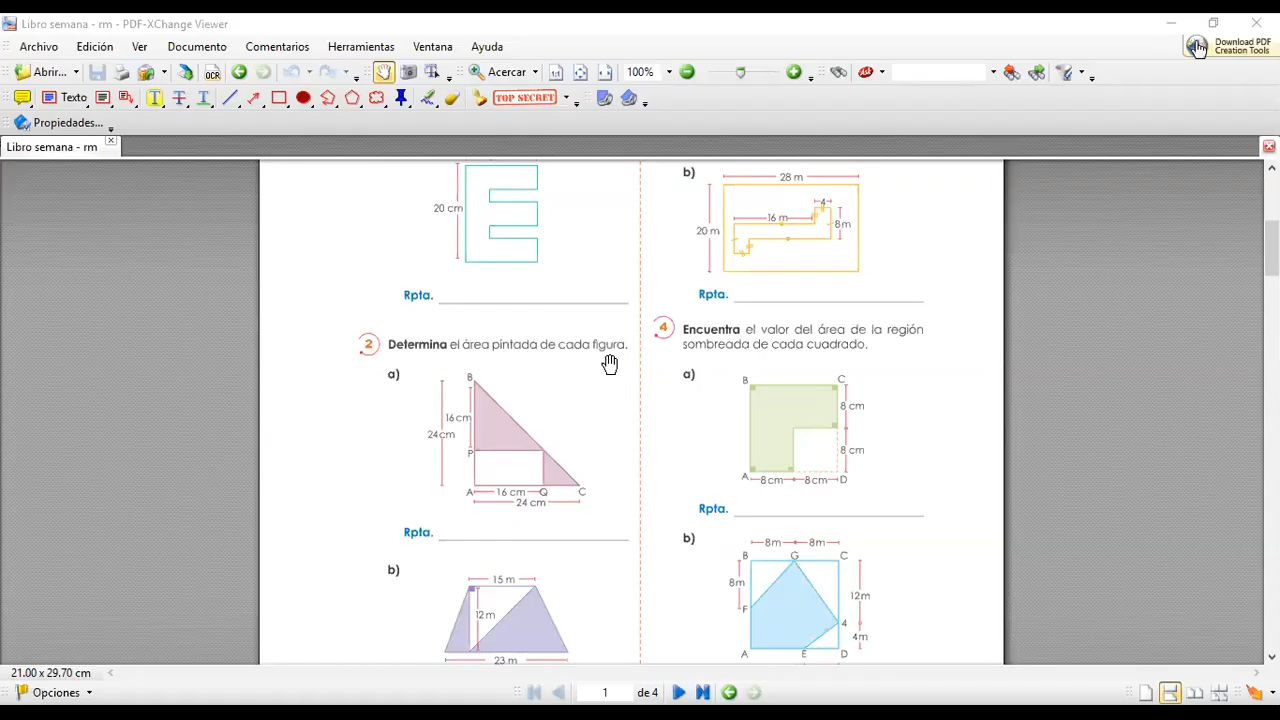 Libro semana - rm - PDF-XChange Viewer
Archivo Edición Ver Documento Comentarios Herramientas Ventana Ayuda
Download PDF
Creation Tools
Abrir... OCR Acercar 1:1 100%
Texto T T T TOP SECRET
Propiedades...
Libro semana - rm
20 cm
Rpta.
2 Determina el área pintada de cada figura.
a)
B
16 cm
24 cm
P
A 16 cm Q C
24 cm
Rpta.
b)
15 m
12 m
23 m
b)
28 m
4
16 m
8 m
20 m
Rpta.
4 Encuentra el valor del área de la región
sombreada de cada cuadrado.
a)
B C
8 cm
8 cm
A 8 cm 8 cm D
Rpta.
b)
8m 8m
B G C
8m
12m
F
4
4m
A E D
21.00 x 29.70 cm
Opciones 1 de 4